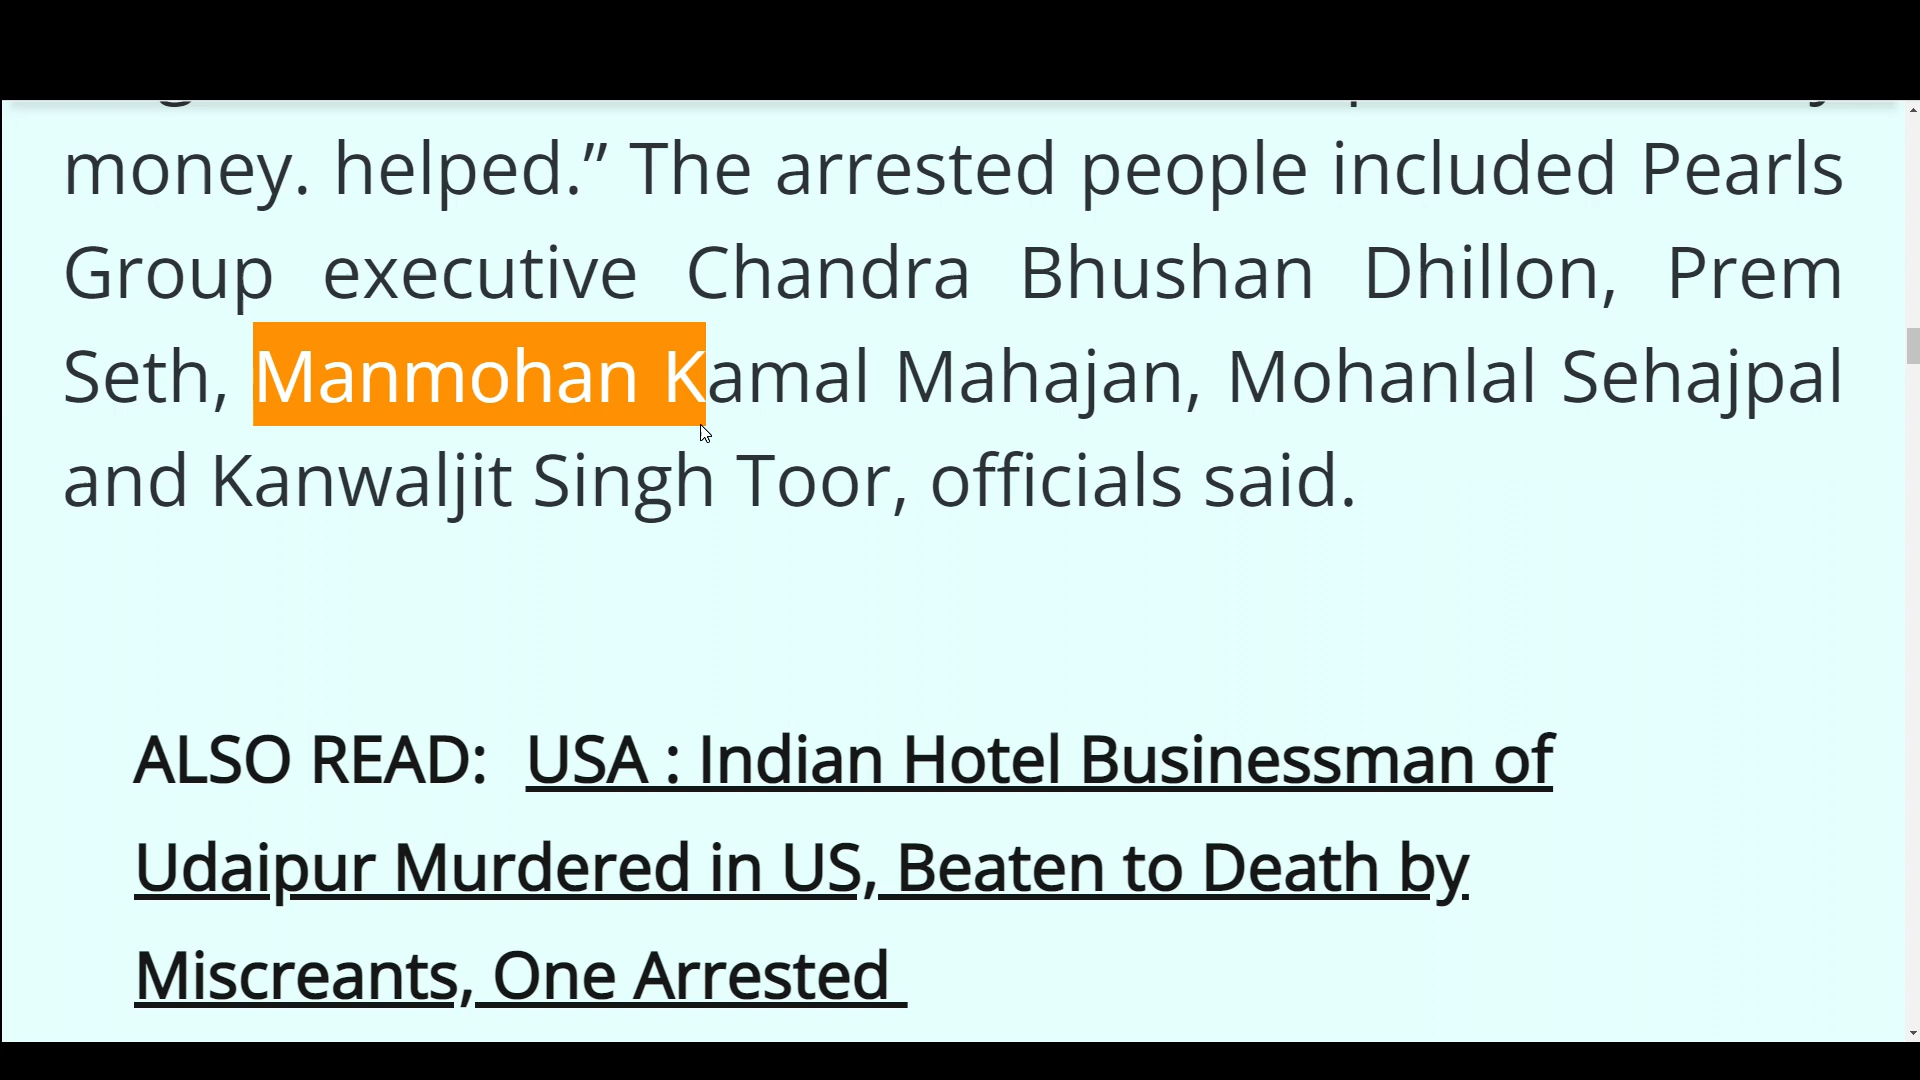 money. helped.” The arrested people included Pearls
Group executive Chandra Bhushan Dhillon, Prem
Seth, Manmohan Kamal Mahajan, Mohanlal Sehajpal
and Kanwaljit Singh Toor, officials said.
ALSO READ: USA : Indian Hotel Businessman of
Udaipur Murdered in US, Beaten to Death by
Miscreants, One Arrested